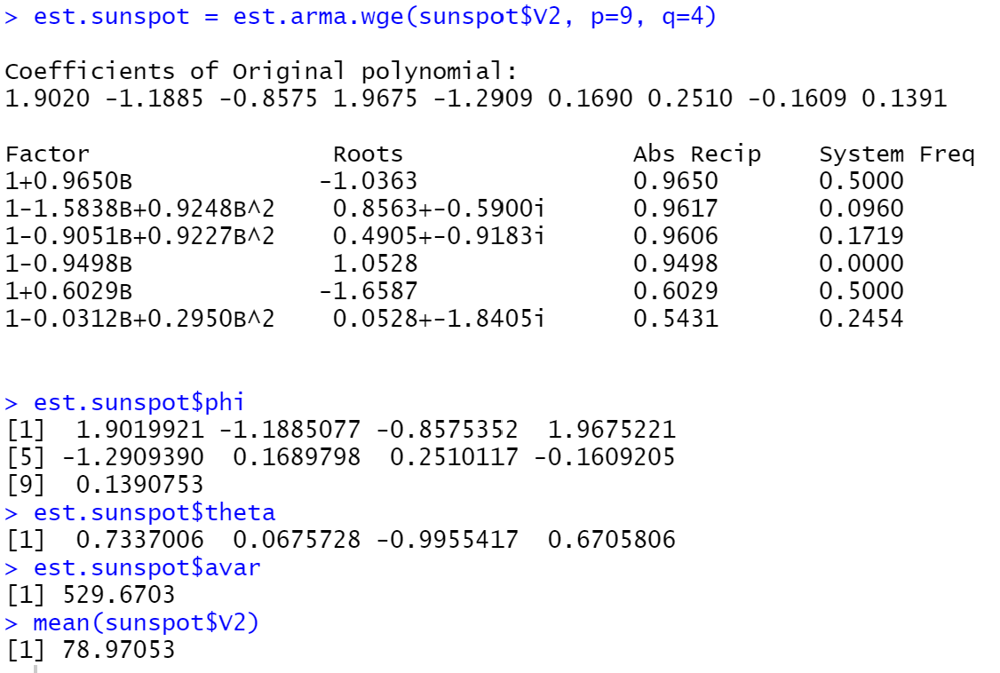 > est.sunspot = est.arma.wge(sunspot$V2, p=9, q=4)
Coefficients of Original polynomial:
1.9020 -1.1885 -0.8575 1.9675 -1.2909 0.1690 0.2510 -0.1609 0.1391
Factor Roots Abs Recip System Freq
1+0.9650B -1.0363 0.9650 0.5000
1-1.5838B+0.9248B^2 0.8563+-0.5900i 0.9617 0.0960
1-0.9051B+0.9227B^2 0.4905+-0.9183i 0.9606 0.1719
1-0.9498B 1.0528 0.9498 0.0000
1+0.6029B -1.6587 0.6029 0.5000
1-0.0312B+0.2950B^2 0.0528+-1.8405i 0.5431 0.2454
> est.sunspot$phi
[1] 1.9019921 -1.1885077 -0.8575352 1.9675221
[5] -1.2909390 0.1689798 0.2510117 -0.1609205
[9] 0.1390753
> est.sunspot$theta
[1] 0.7337006 0.0675728 -0.9955417 0.6705806
> est.sunspot$avar
[1] 529.6703
> mean(sunspot$V2)
[1] 78.97053